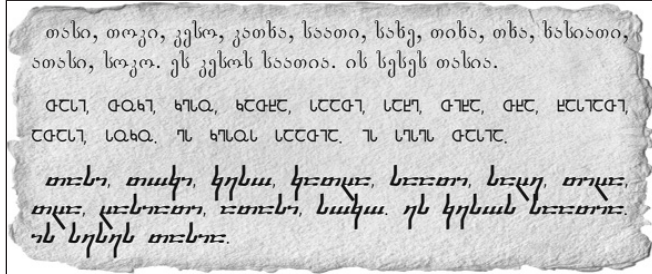 თასი, თოკი, კესო, კათხა, საათი, სახე, თიხა, თხა, ხასიათი,
ათასი, სოკო. ეს კესოს საათია. ის სესეს თასია.
ႧႠႱႨ, ႧႭႩႨ, ႩႤႱႭ, ႩႠႧႾႠ, ႱႠႠႧႨ, ႱႠႾႤ, ႧႨႾႠ, ႧႾႠ, ႾႠႱႨႠႧႨ,
ႠႧႠႱႨ, ႱႭႩႭ. ႤႱ ႩႤႱႭႱ ႱႠႠႧႨႠ. ႨႱ ႱႤႱႤႱ ႧႠႱႨႠ.
ⴇⴀⴑⴈ, ⴇⴍⴉⴈ, ⴉⴄⴑⴍ, ⴉⴀⴇⴞⴀ, ⴑⴀⴀⴇⴈ, ⴑⴀⴞⴄ, ⴇⴈⴞⴀ,
ⴇⴞⴀ, ⴞⴀⴑⴈⴀⴇⴈ, ⴀⴇⴀⴑⴈ, ⴑⴍⴉⴍ. ⴄⴑ ⴉⴄⴑⴍⴑ ⴑⴀⴀⴇⴈⴀ.
ⴈⴑ ⴑⴄⴑⴄⴑ ⴇⴀⴑⴈⴀ.